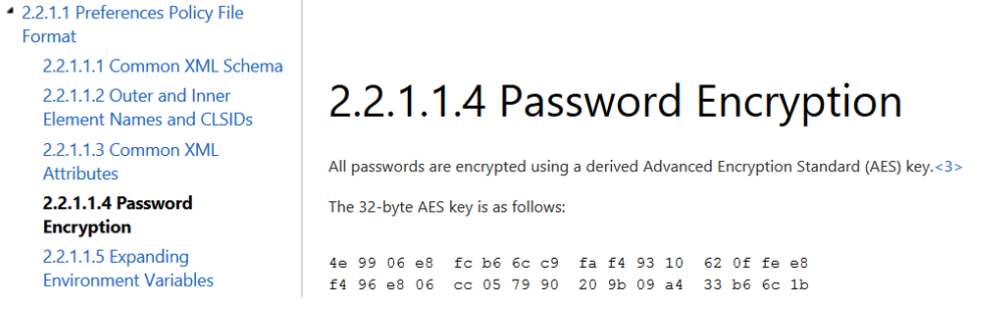 2.2.1.1 Preferences Policy File
Format
2.2.1.1.1 Common XML Schema
2.2.1.1.2 Outer and Inner
Element Names and CLSIDs
2.2.1.1.3 Common XML
Attributes
2.2.1.1.4 Password
Encryption
2.2.1.1.5 Expanding
Environment Variables
2.2.1.1.4 Password Encryption
All passwords are encrypted using a derived Advanced Encryption Standard (AES) key.<3>
The 32-byte AES key is as follows:
4e 99 06 e8  fc b6 6c c9  fa f4 93 10  62 0f fe e8
f4 96 e8 06  cc 05 79 90  20 9b 09 a4  33 b6 6c 1b